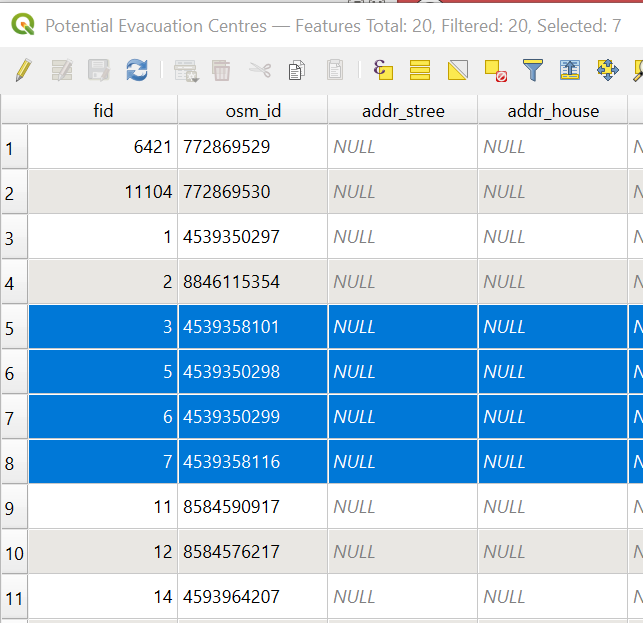 Potential Evacuation Centres — Features Total: 20, Filtered: 20, Selected: 7
fid osm_id addr_stree addr_house
1 6421 772869529 NULL NULL N
2 11104 772869530 NULL NULL N
3 1 4539350297 NULL NULL N
4 2 8846115354 NULL NULL N
5 3 4539358101 NULL NULL N
6 5 4539350298 NULL NULL N
7 6 4539350299 NULL NULL N
8 7 4539358116 NULL NULL N
9 11 8584590917 NULL NULL N
10 12 8584576217 NULL NULL N
11 14 4593964207 NULL NULL N